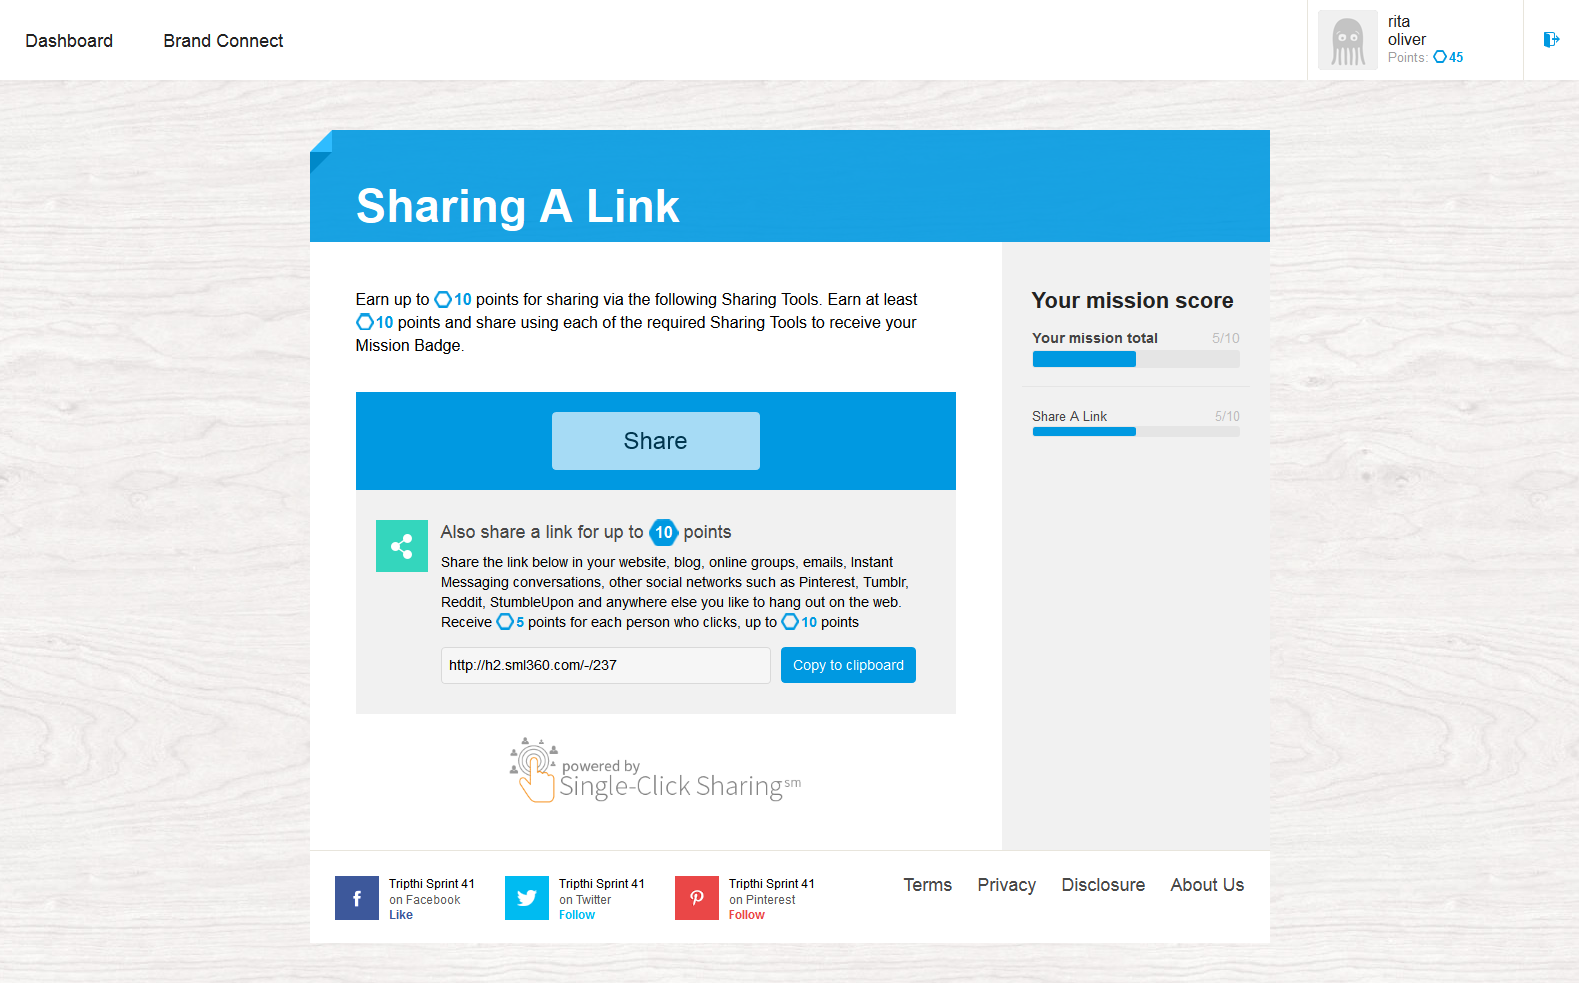 Dashboard
Brand Connect
rita
oliver
Points: 45
Sharing A Link
Earn up to 10 points for sharing via the following Sharing Tools. Earn at least
10 points and share using each of the required Sharing Tools to receive your
Mission Badge.
Share
Also share a link for up to 10 points
Share the link below in your website, blog, online groups, emails, Instant
Messaging conversations, other social networks such as Pinterest, Tumblr,
Reddit, StumbleUpon and anywhere else you like to hang out on the web.
Receive 5 points for each person who clicks, up to 10 points
http://h2.sml360.com/-/237
Copy to clipboard
powered by
Single-Click Sharing℠
Your mission score
Your mission total 5/10
Share A Link 5/10
Tripthi Sprint 41
on Facebook
Like
Tripthi Sprint 41
on Twitter
Follow
Tripthi Sprint 41
on Pinterest
Follow
Terms
Privacy
Disclosure
About Us